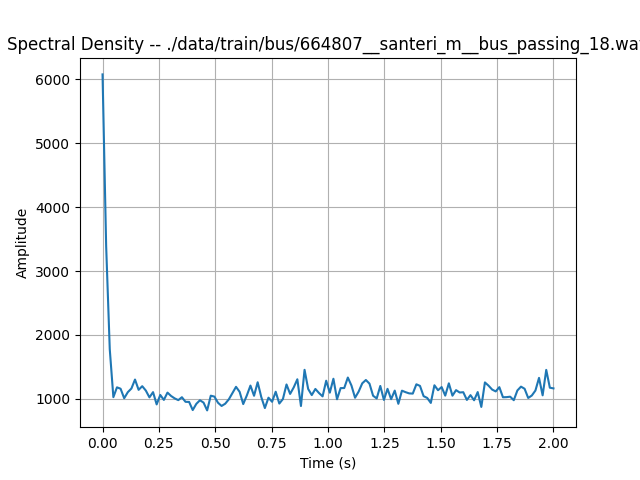 Spectral Density -- ./data/train/bus/664807__santeri_m__bus_passing_18.wav
6000
5000
4000
3000
2000
1000
Amplitude
0.00 0.25 0.50 0.75 1.00 1.25 1.50 1.75 2.00
Time (s)